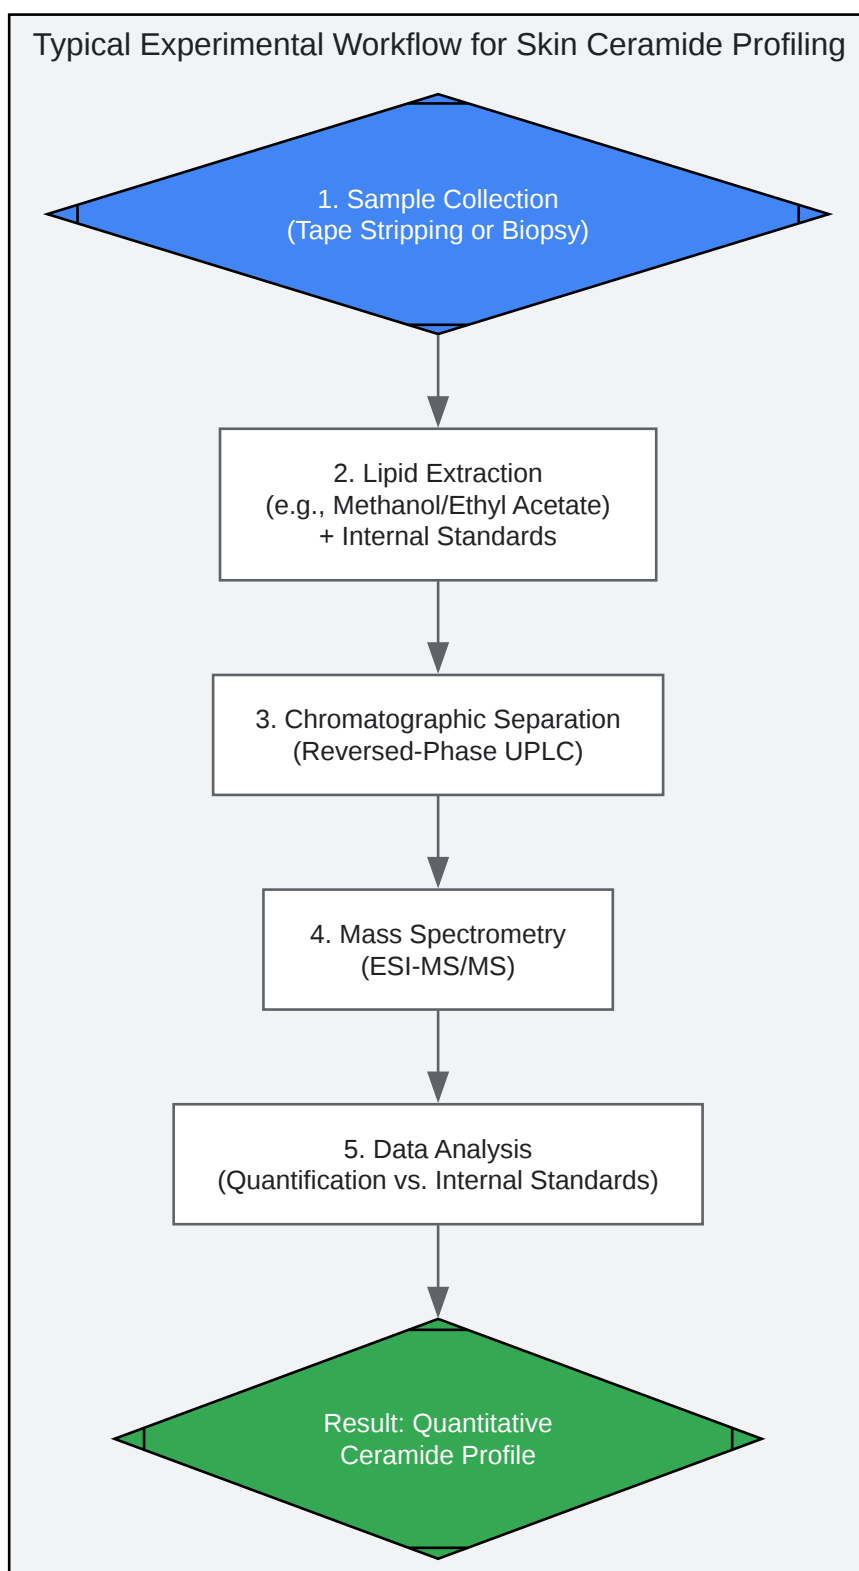 Typical Experimental Workflow for Skin Ceramide Profiling
1. Sample Collection
(Tape Stripping or Biopsy)
2. Lipid Extraction
(e.g., Methanol/Ethyl Acetate)
+ Internal Standards
3. Chromatographic Separation
(Reversed-Phase UPLC)
4. Mass Spectrometry
(ESI-MS/MS)
5. Data Analysis
(Quantification vs. Internal Standards)
Result: Quantitative
Ceramide Profile